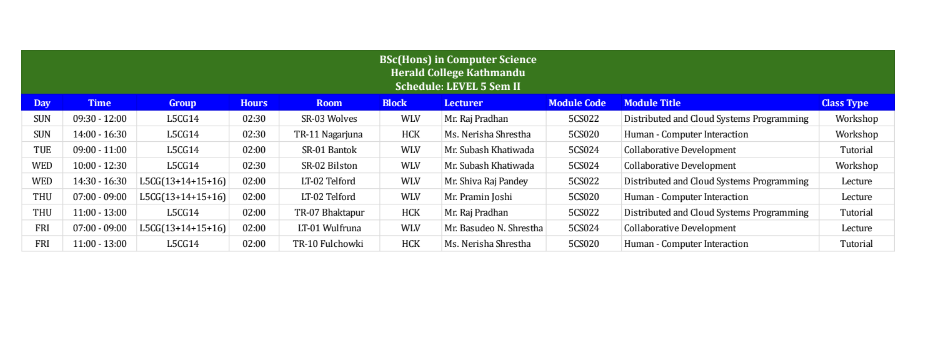 BSc(Hons) in Computer Science
Herald College Kathmandu
Schedule: LEVEL 5 Sem II
Day Time Group Hours Room Block Lecturer Module Code Module Title Class Type
SUN 09:30 - 12:00 L5CG14 02:30 SR-03 Wolves WLV Mr. Raj Pradhan 5CS022 Distributed and Cloud Systems Programming Workshop
SUN 14:00 - 16:30 L5CG14 02:30 TR-11 Nagarjuna HCK Ms. Nerisha Shrestha 5CS020 Human - Computer Interaction Workshop
TUE 09:00 - 11:00 L5CG14 02:00 SR-01 Bantok WLV Mr. Subash Khatiwada 5CS024 Collaborative Development Tutorial
WED 10:00 - 12:30 L5CG14 02:30 SR-02 Bilston WLV Mr. Subash Khatiwada 5CS024 Collaborative Development Workshop
WED 14:30 - 16:30 L5CG(13+14+15+16) 02:00 LT-02 Telford WLV Mr. Shiva Raj Pandey 5CS022 Distributed and Cloud Systems Programming Lecture
THU 07:00 - 09:00 L5CG(13+14+15+16) 02:00 LT-02 Telford WLV Mr. Pramin Joshi 5CS020 Human - Computer Interaction Lecture
THU 11:00 - 13:00 L5CG14 02:00 TR-07 Bhaktapur HCK Mr. Raj Pradhan 5CS022 Distributed and Cloud Systems Programming Tutorial
FRI 07:00 - 09:00 L5CG(13+14+15+16) 02:00 LT-01 Wulfruna WLV Mr. Basudeo N. Shrestha 5CS024 Collaborative Development Lecture
FRI 11:00 - 13:00 L5CG14 02:00 TR-10 Fulchowki HCK Ms. Nerisha Shrestha 5CS020 Human - Computer Interaction Tutorial